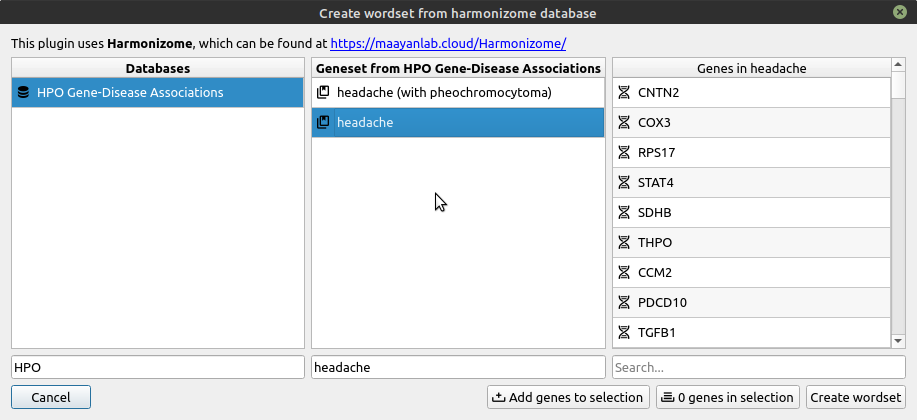 Create wordset from harmonizome database
This plugin uses Harmonizome, which can be found at https://maayanlab.cloud/Harmonizome/
Databases
HPO Gene-Disease Associations
Geneset from HPO Gene-Disease Associations
headache (with pheochromocytoma)
headache
Genes in headache
CNTN2
COX3
RPS17
STAT4
SDHB
THPO
CCM2
PDCD10
TGFB1
HPO
headache
Search...
Cancel
Add genes to selection
0 genes in selection
Create wordset